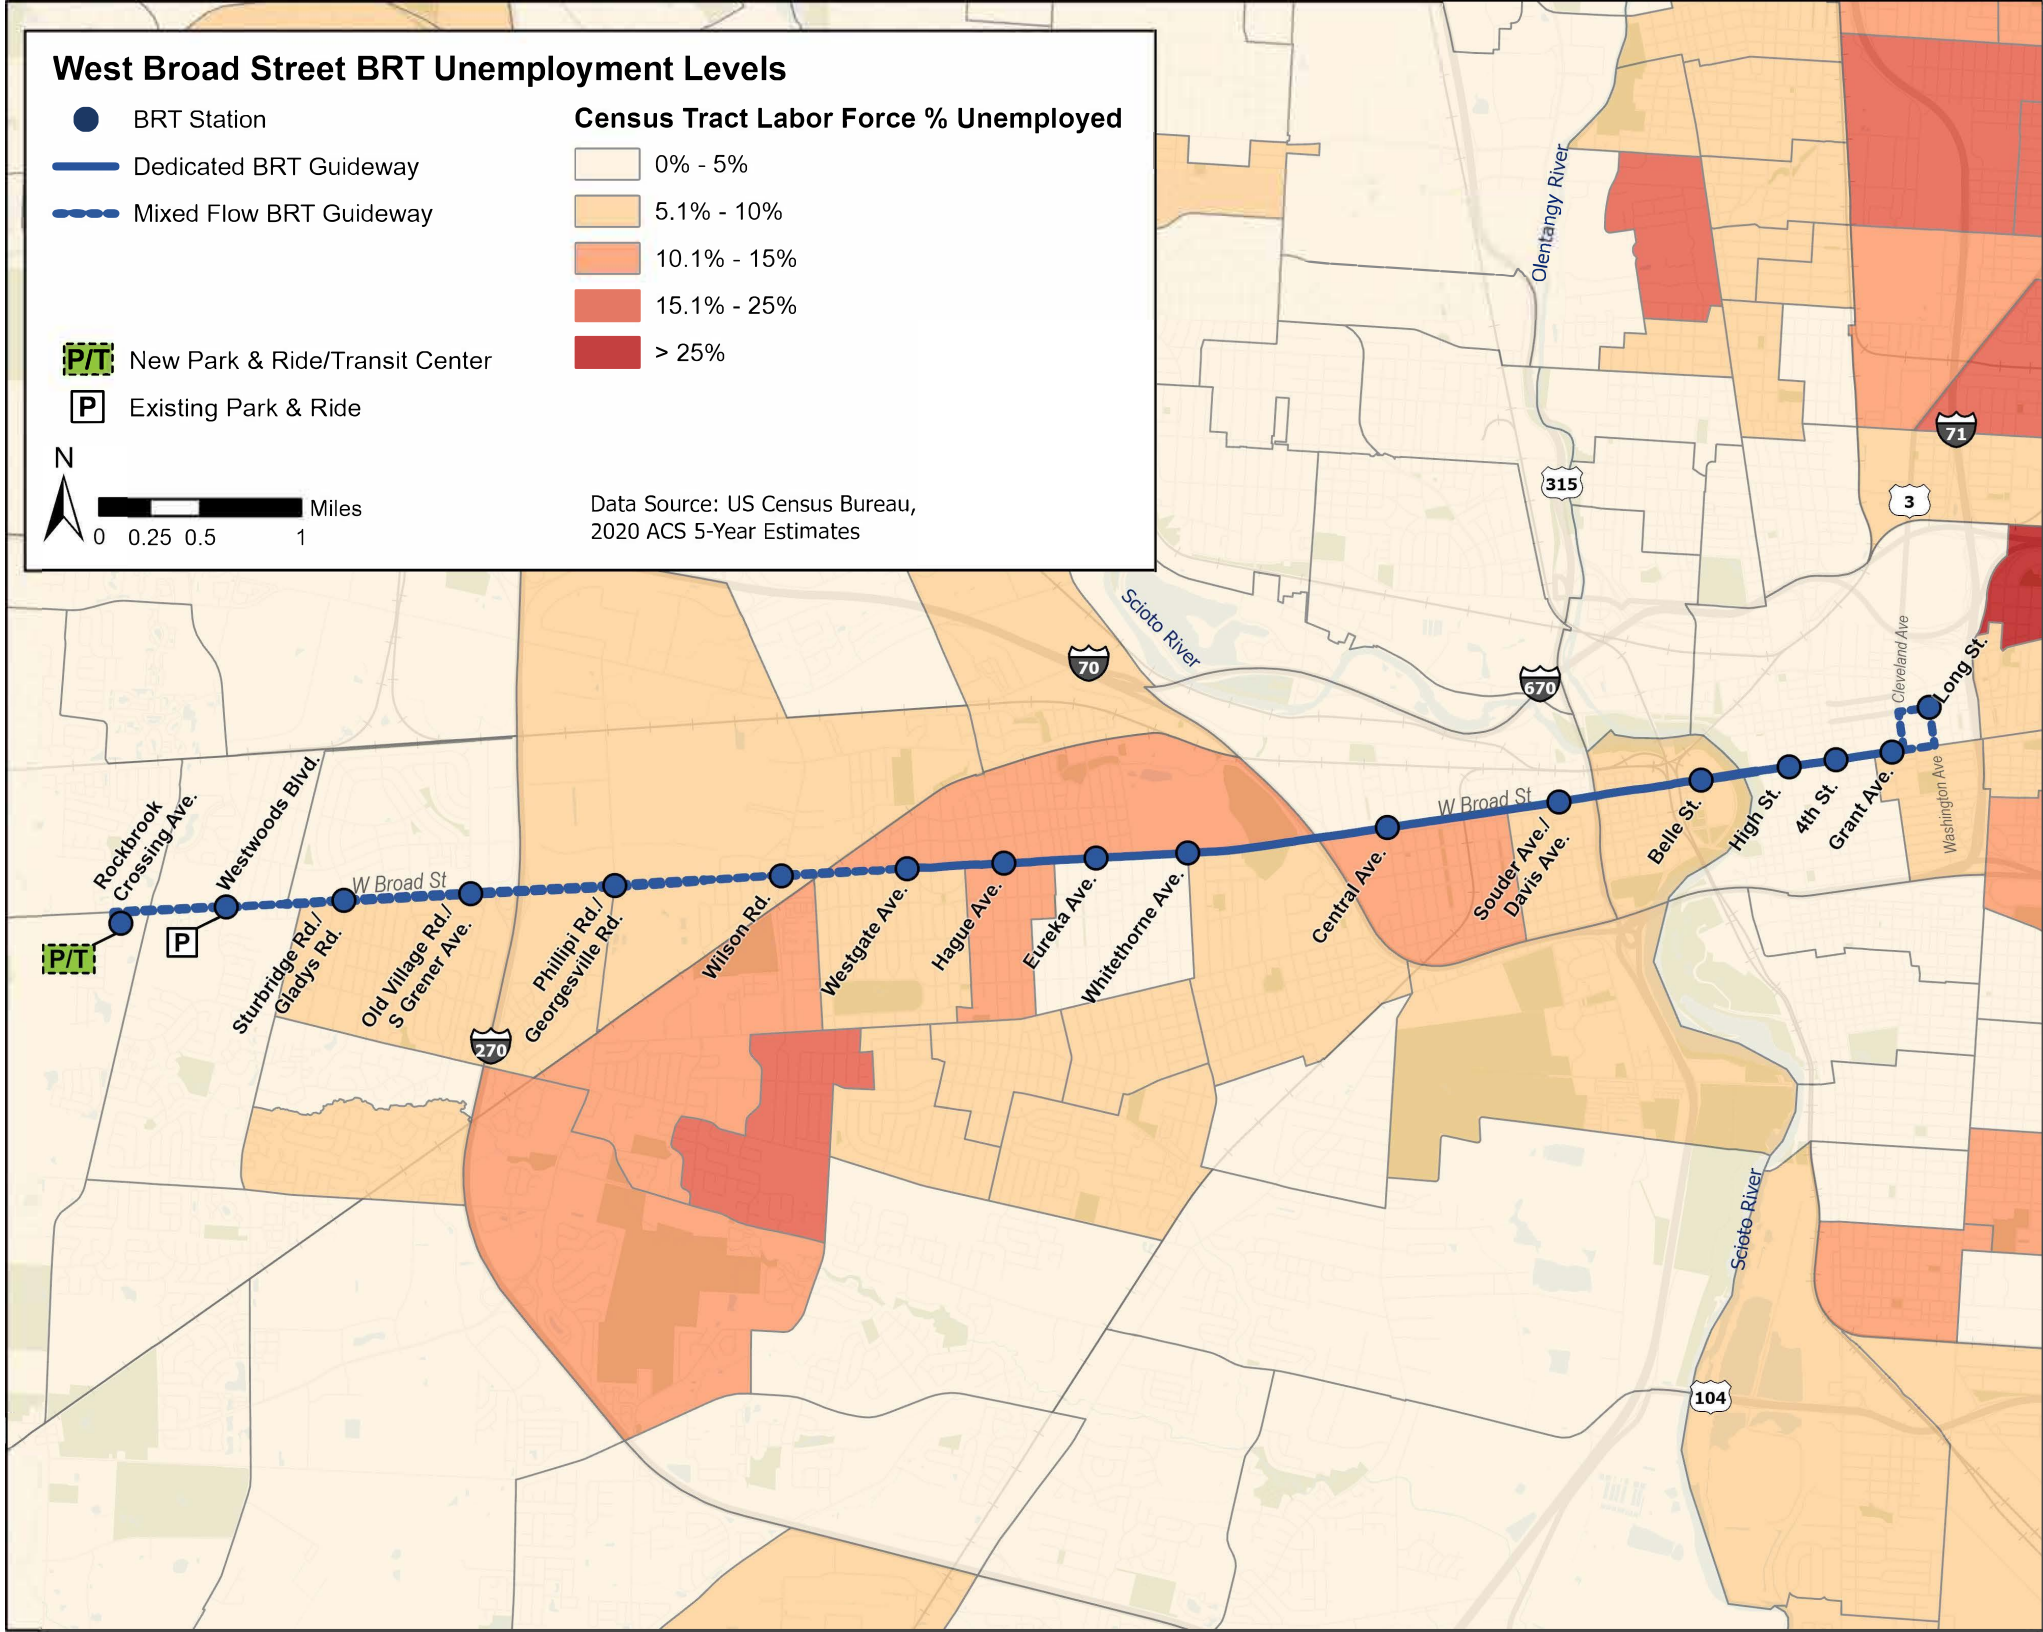 West Broad Street BRT Unemployment Levels
BRT Station
Dedicated BRT Guideway
Mixed Flow BRT Guideway
P/T New Park & Ride/Transit Center
P Existing Park & Ride
Census Tract Labor Force % Unemployed
0% - 5%
5.1% - 10%
10.1% - 15%
15.1% - 25%
> 25%
N
Miles
0 0.25 0.5 1
Data Source: US Census Bureau,
2020 ACS 5-Year Estimates
Olentangy River
71
315
3
Scioto River
70
670
Cleveland Ave
Long St.
Rockbrook
Crossing Ave.
Westwoods Blvd.
W Broad St
W Broad St
P/T
P
Sturbridge Rd./
Gladys Rd.
Old Village Rd./
S Grener Ave.
Phillipi Rd./
Georgesville Rd.
Wilson Rd.
Westgate Ave.
Hague Ave.
Eureka Ave.
Whitethorne Ave.
Central Ave.
Souder Ave./
Davis Ave.
Belle St.
High St.
4th St.
Grant Ave.
Washington Ave
270
Scioto River
104